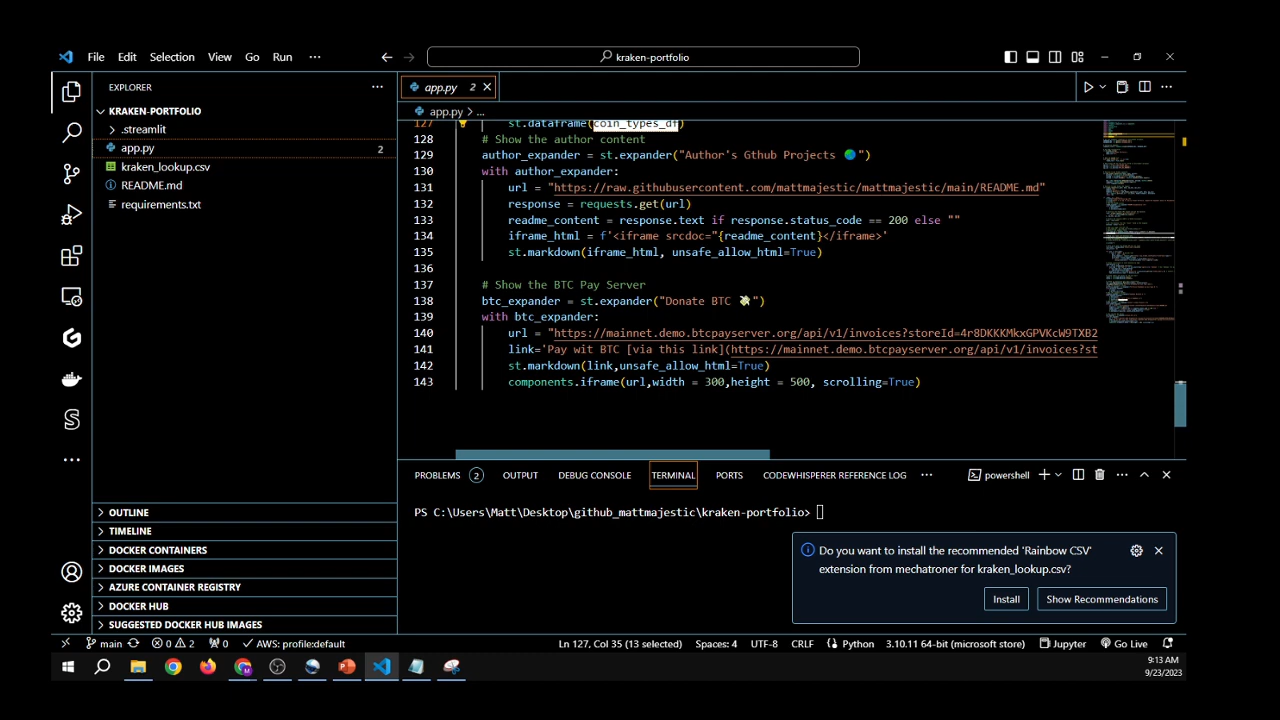 File Edit Selection View Go Run ··· kraken-portfolio
EXPLORER ···
app.py 2
KRAKEN-PORTFOLIO
.streamlit
app.py 2
kraken_lookup.csv
README.md
requirements.txt
app.py > ...
127 st.dataframe(coin_types_df)
128 # Show the author content
129 author_expander = st.expander("Author's Gthub Projects 🌎")
130 with author_expander:
131 url = "https://raw.githubusercontent.com/mattmajestic/mattmajestic/main/README.md"
132 response = requests.get(url)
133 readme_content = response.text if response.status_code == 200 else ""
134 iframe_html = f'<iframe srcdoc="{readme_content}</iframe>'
135 st.markdown(iframe_html, unsafe_allow_html=True)
136
137 # Show the BTC Pay Server
138 btc_expander = st.expander("Donate BTC 💸")
139 with btc_expander:
140 url = "https://mainnet.demo.btcpayserver.org/api/v1/invoices?storeId=4r8DKKKMkxGPVKcW9TXB2
141 link='Pay wit BTC [via this link](https://mainnet.demo.btcpayserver.org/api/v1/invoices?st
142 st.markdown(link,unsafe_allow_html=True)
143 components.iframe(url,width = 300,height = 500, scrolling=True)
PROBLEMS 2 OUTPUT DEBUG CONSOLE TERMINAL PORTS CODEWHISPERER REFERENCE LOG ··· powershell
PS C:\Users\Matt\Desktop\github_mattmajestic\kraken-portfolio>
OUTLINE
TIMELINE
DOCKER CONTAINERS
DOCKER IMAGES
AZURE CONTAINER REGISTRY
DOCKER HUB
SUGGESTED DOCKER HUB IMAGES
Do you want to install the recommended 'Rainbow CSV'
extension from mechatroner for kraken_lookup.csv?
Install Show Recommendations
main 0 2 0 AWS: profile:default Ln 127, Col 35 (13 selected) Spaces: 4 UTF-8 CRLF Python 3.10.11 64-bit (microsoft store) Jupyter Go Live
9:13 AM
9/23/2023